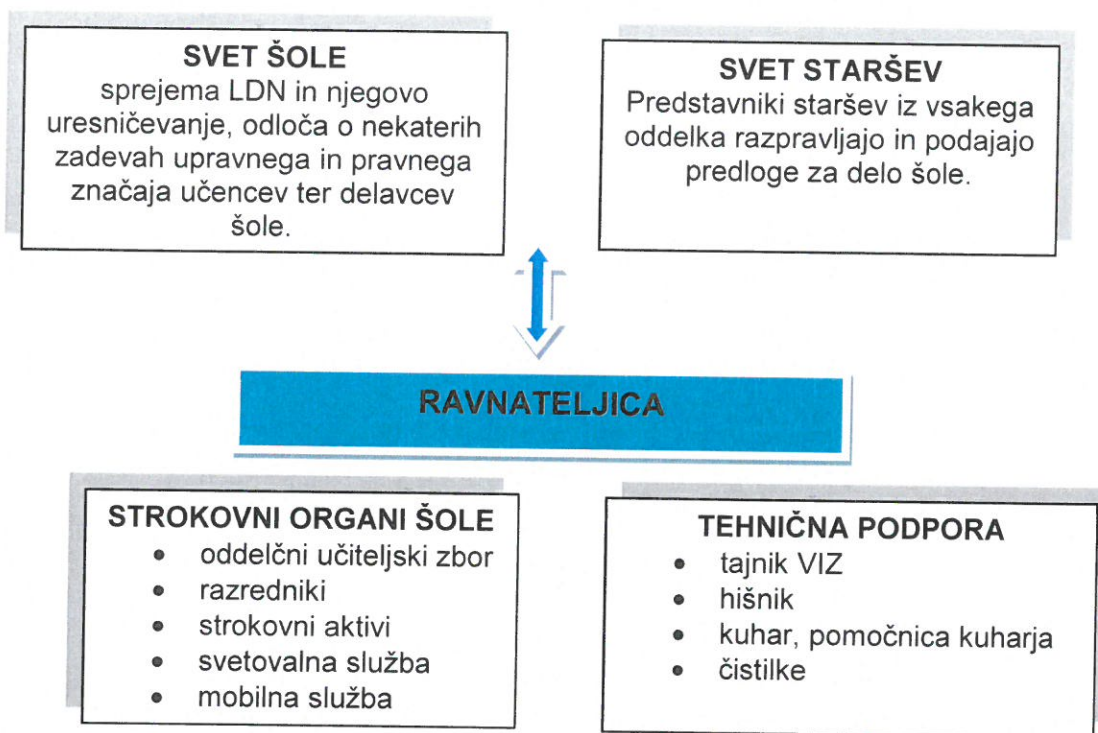 SVET ŠOLE
sprejema LDN in njegovo
uresničevanje, odloča o nekaterih
zadevah upravnega in pravnega
značaja učencev ter delavcev
šole.
SVET STARŠEV
Predstavniki staršev iz vsakega
oddelka razpravljajo in podajajo
predloge za delo šole.
RAVNATELJICA
STROKOVNI ORGANI ŠOLE
• oddelčni učiteljski zbor
• razredniki
• strokovni aktivi
• svetovalna služba
• mobilna služba
TEHNIČNA PODPORA
• tajnik VIZ
• hišnik
• kuhar, pomočnica kuharja
• čistilke